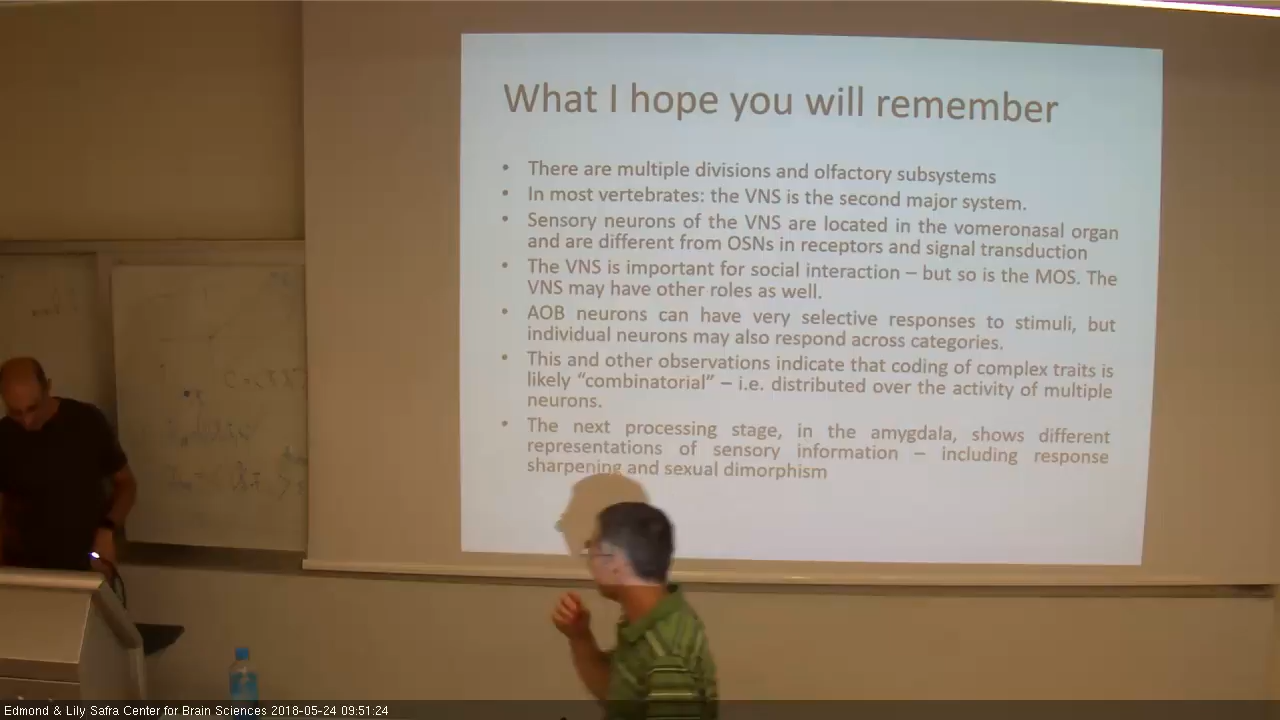 What I hope you will remember
• There are multiple divisions and olfactory subsystems
• In most vertebrates: the VNS is the second major system.
• Sensory neurons of the VNS are located in the vomeronasal organ
and are different from OSNs in receptors and signal transduction
• The VNS is important for social interaction – but so is the MOS. The
VNS may have other roles as well.
• AOB neurons can have very selective responses to stimuli, but
individual neurons may also respond across categories.
• This and other observations indicate that coding of complex traits is
likely “combinatorial” – i.e. distributed over the activity of multiple
neurons.
• The next processing stage, in the amygdala, shows different
representations of sensory information – including response
sharpening and sexual dimorphism
Edmond & Lily Safra Center for Brain Sciences 2018-05-24 09:51:24